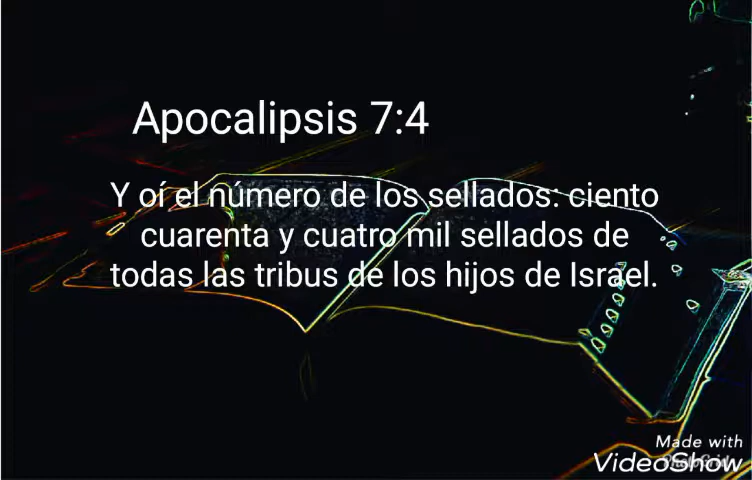 Apocalipsis 7:4
Y oí el número de los sellados: ciento
cuarenta y cuatro mil sellados de
todas las tribus de los hijos de Israel.
Made with
VideoShow